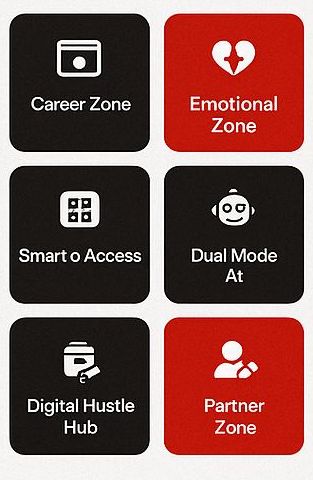 Career Zone
Emotional
Zone
Smart o Access
Dual Mode
At
Digital Hustle
Hub
Partner
Zone